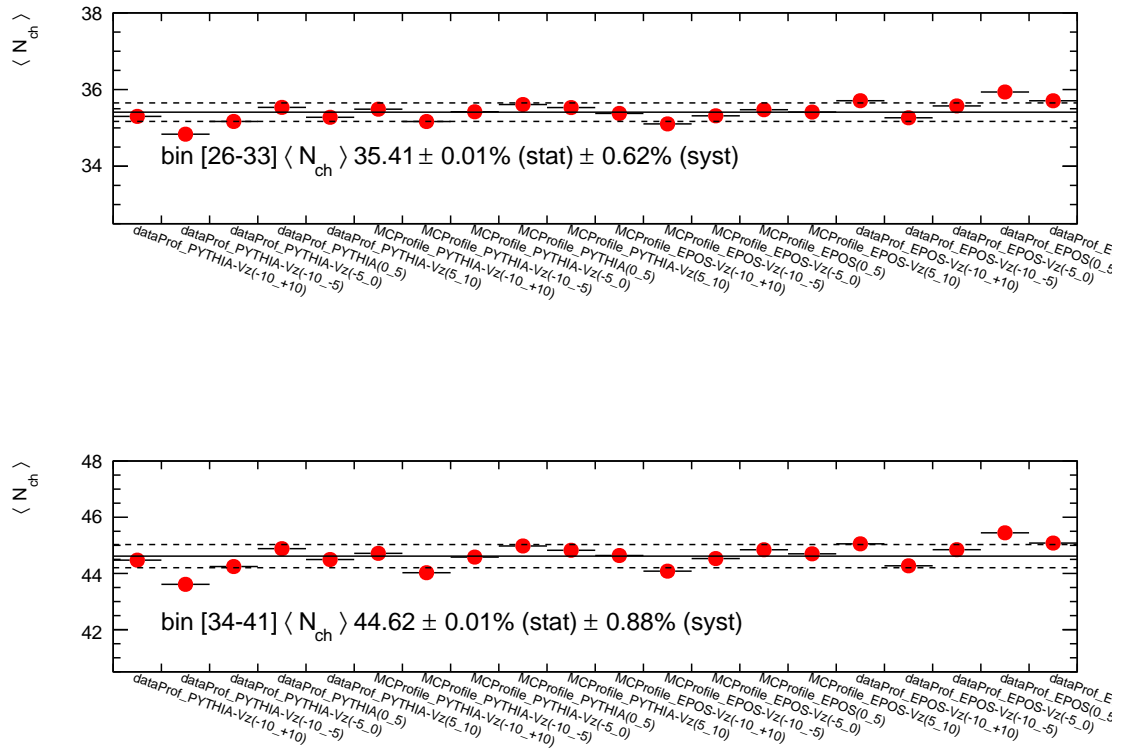 ⟨ N_ch ⟩
38
36
34
bin [26-33] ⟨ N_ch ⟩ 35.41 ± 0.01% (stat) ± 0.62% (syst)
dataProf_PYTHIA-Vz(-10_+10)
dataProf_PYTHIA-Vz(-10_-5)
dataProf_PYTHIA-Vz(-5_0)
dataProf_PYTHIA(0_5)
dataProf_PYTHIA-Vz(5_10)
MCProfile_PYTHIA-Vz(-10_+10)
MCProfile_PYTHIA-Vz(-10_-5)
MCProfile_PYTHIA-Vz(-5_0)
MCProfile_PYTHIA(0_5)
MCProfile_PYTHIA-Vz(5_10)
MCProfile_EPOS-Vz(-10_+10)
MCProfile_EPOS-Vz(-10_-5)
MCProfile_EPOS-Vz(-5_0)
MCProfile_EPOS(0_5)
MCProfile_EPOS-Vz(5_10)
dataProf_EPOS-Vz(-10_+10)
dataProf_EPOS-Vz(-10_-5)
dataProf_EPOS-Vz(-5_0)
dataProf_EPOS(0_5
dataProf_E
⟨ N_ch ⟩
48
46
44
42
bin [34-41] ⟨ N_ch ⟩ 44.62 ± 0.01% (stat) ± 0.88% (syst)
dataProf_PYTHIA-Vz(-10_+10)
dataProf_PYTHIA-Vz(-10_-5)
dataProf_PYTHIA-Vz(-5_0)
dataProf_PYTHIA(0_5)
dataProf_PYTHIA-Vz(5_10)
MCProfile_PYTHIA-Vz(-10_+10)
MCProfile_PYTHIA-Vz(-10_-5)
MCProfile_PYTHIA-Vz(-5_0)
MCProfile_PYTHIA(0_5)
MCProfile_PYTHIA-Vz(5_10)
MCProfile_EPOS-Vz(-10_+10)
MCProfile_EPOS-Vz(-10_-5)
MCProfile_EPOS-Vz(-5_0)
MCProfile_EPOS(0_5)
MCProfile_EPOS-Vz(5_10)
dataProf_EPOS-Vz(-10_+10)
dataProf_EPOS-Vz(-10_-5)
dataProf_EPOS-Vz(-5_0)
dataProf_EPOS(0_5
dataProf_E